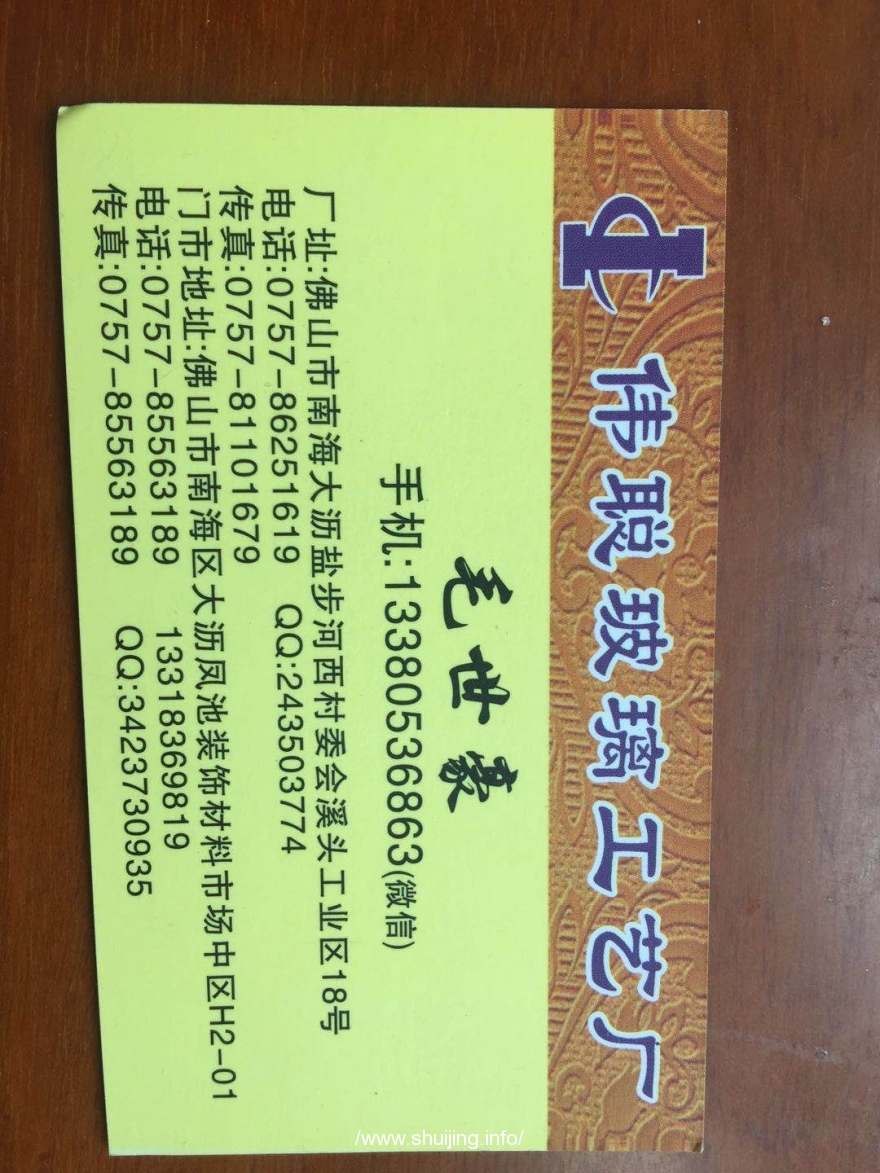 伟聪玻璃工艺厂
毛世豪
手机:13380536863(微信)
厂址:佛山市南海大沥盐步河西村委会溪头工业区18号
电话:0757-86251619 QQ:243503774
传真:0757-81101679
门市地址:佛山市南海区大沥凤池装饰材料市场中区H2-01
电话:0757-85563189 13318369819
传真:0757-85563189 QQ:3423730935
/www.shuijing.info/